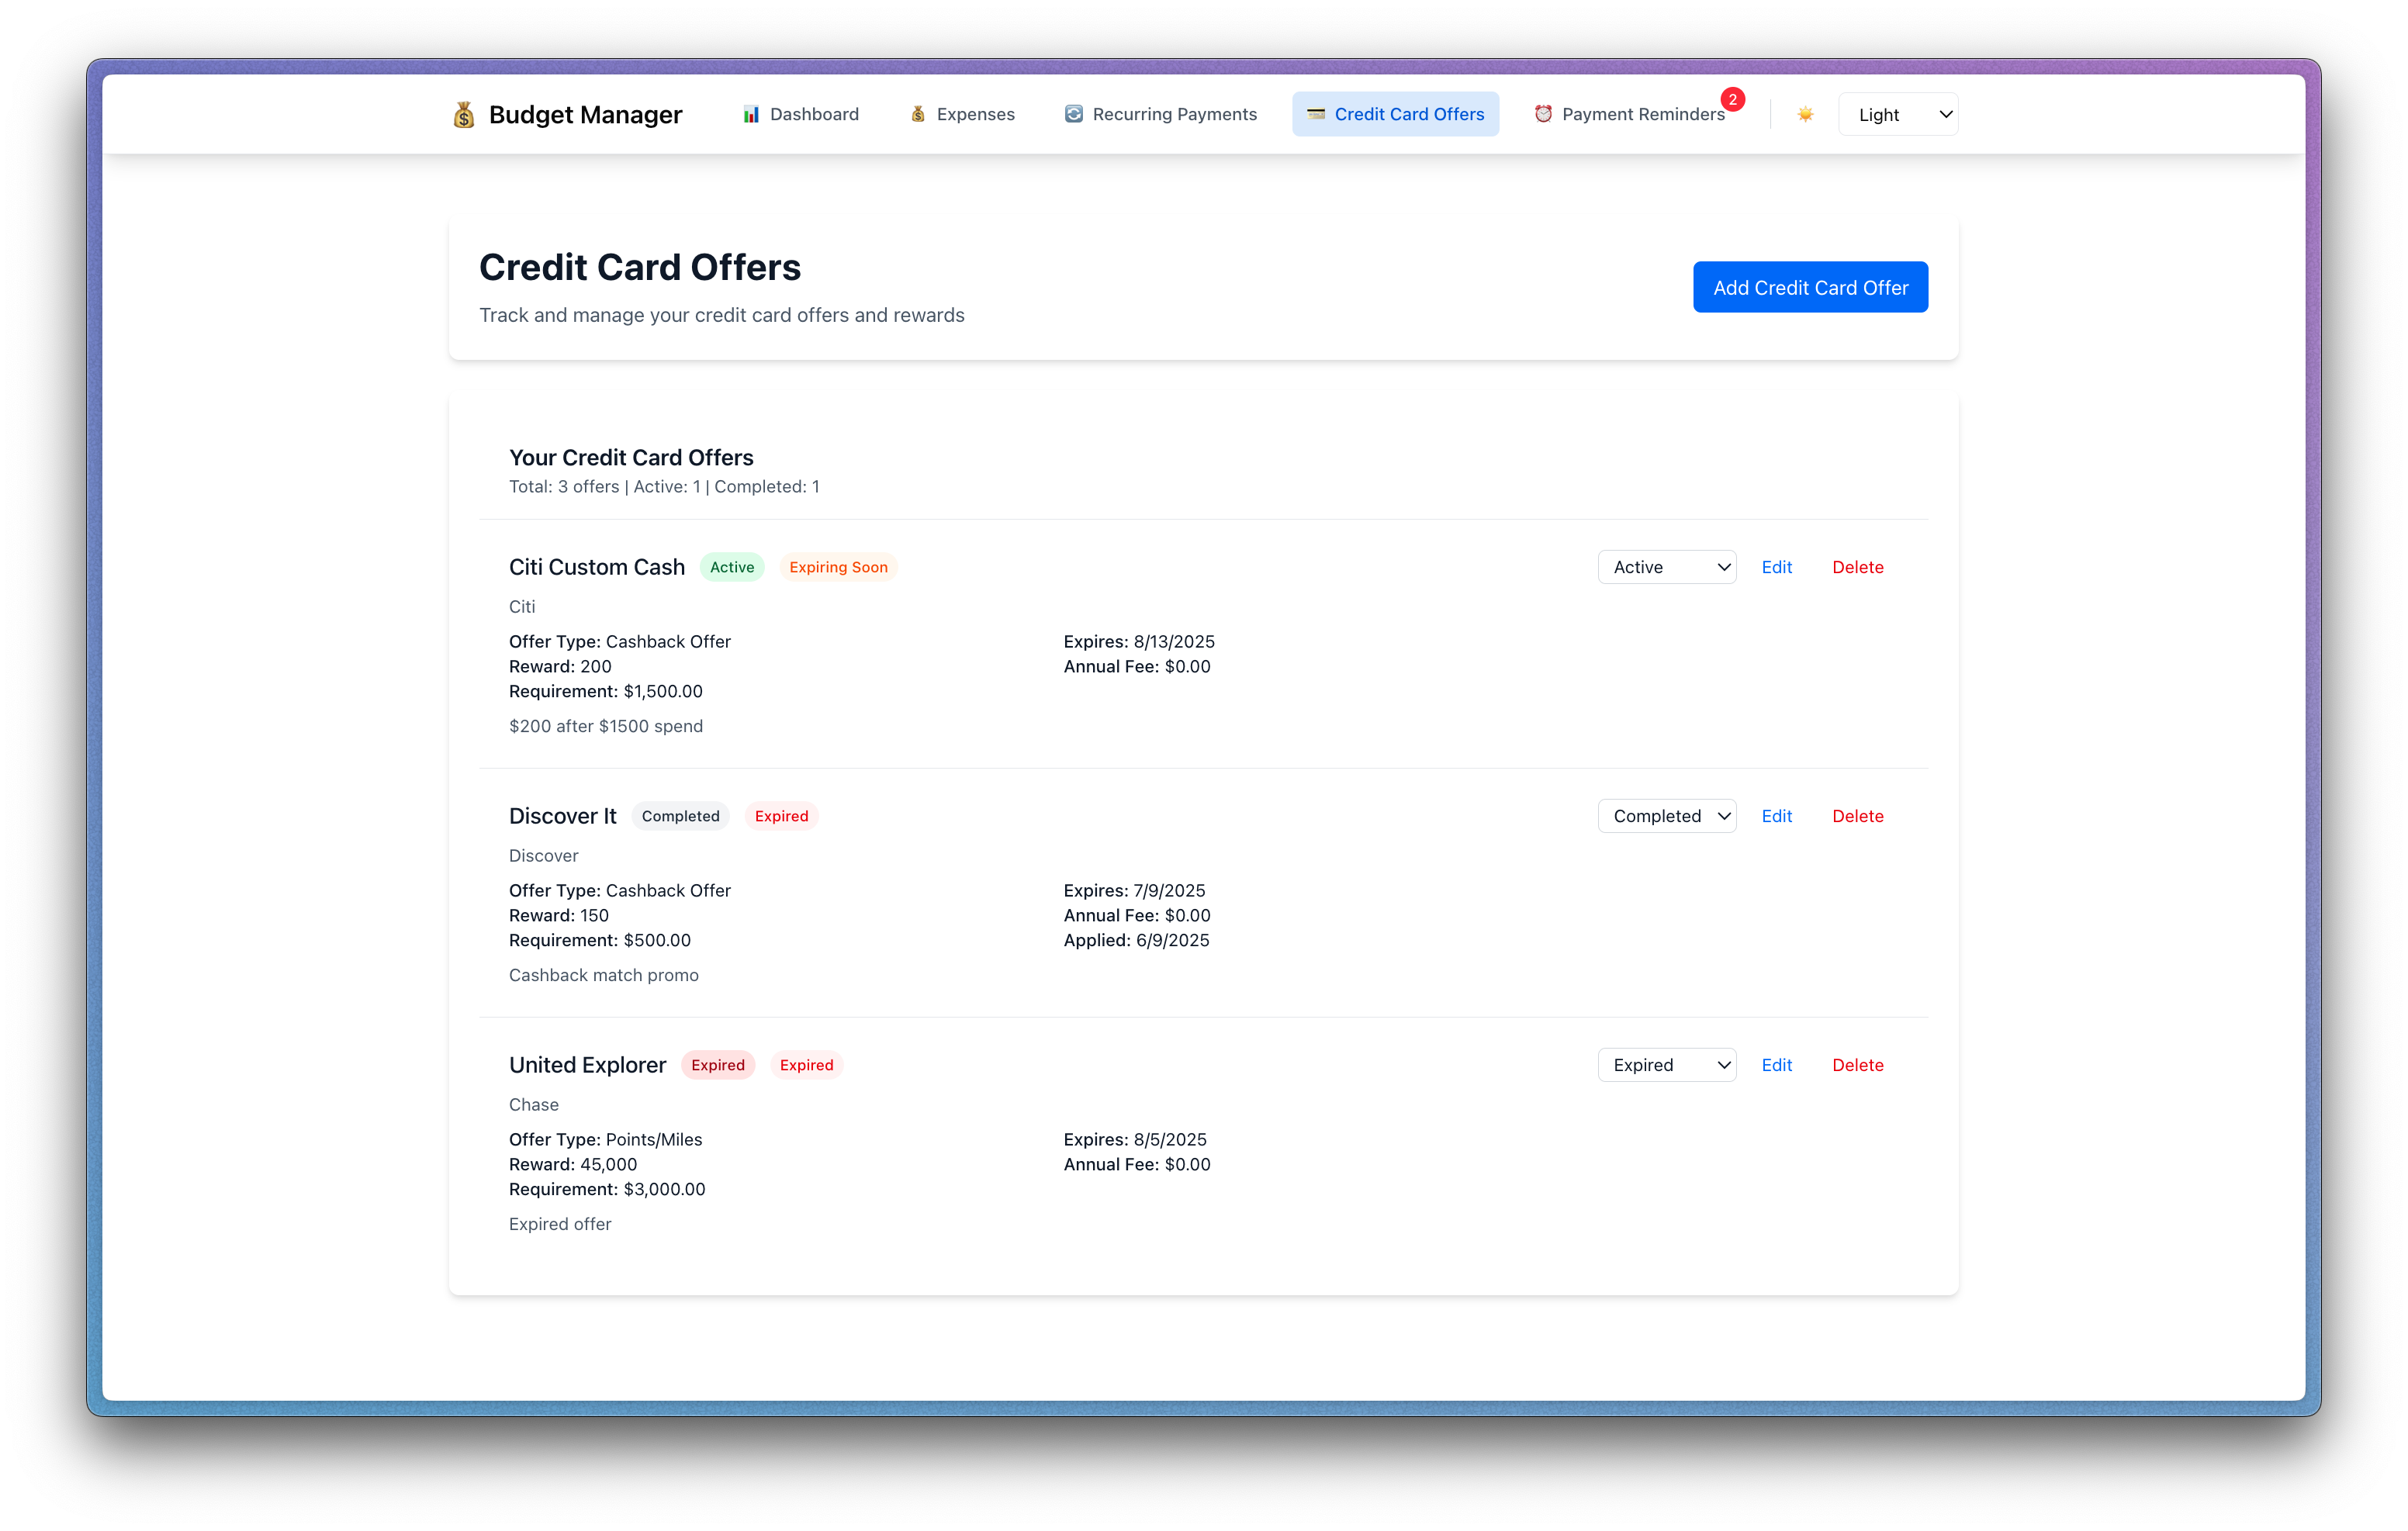 Budget Manager
Dashboard
Expenses
Recurring Payments
Credit Card Offers
Payment Reminders
2
Light
Credit Card Offers
Track and manage your credit card offers and rewards
Add Credit Card Offer
Your Credit Card Offers
Total: 3 offers | Active: 1 | Completed: 1
Citi Custom Cash Active Expiring Soon Active Edit Delete
Citi
Offer Type: Cashback Offer Expires: 8/13/2025
Reward: 200 Annual Fee: $0.00
Requirement: $1,500.00
$200 after $1500 spend
Discover It Completed Expired Completed Edit Delete
Discover
Offer Type: Cashback Offer Expires: 7/9/2025
Reward: 150 Annual Fee: $0.00
Requirement: $500.00 Applied: 6/9/2025
Cashback match promo
United Explorer Expired Expired Expired Edit Delete
Chase
Offer Type: Points/Miles Expires: 8/5/2025
Reward: 45,000 Annual Fee: $0.00
Requirement: $3,000.00
Expired offer